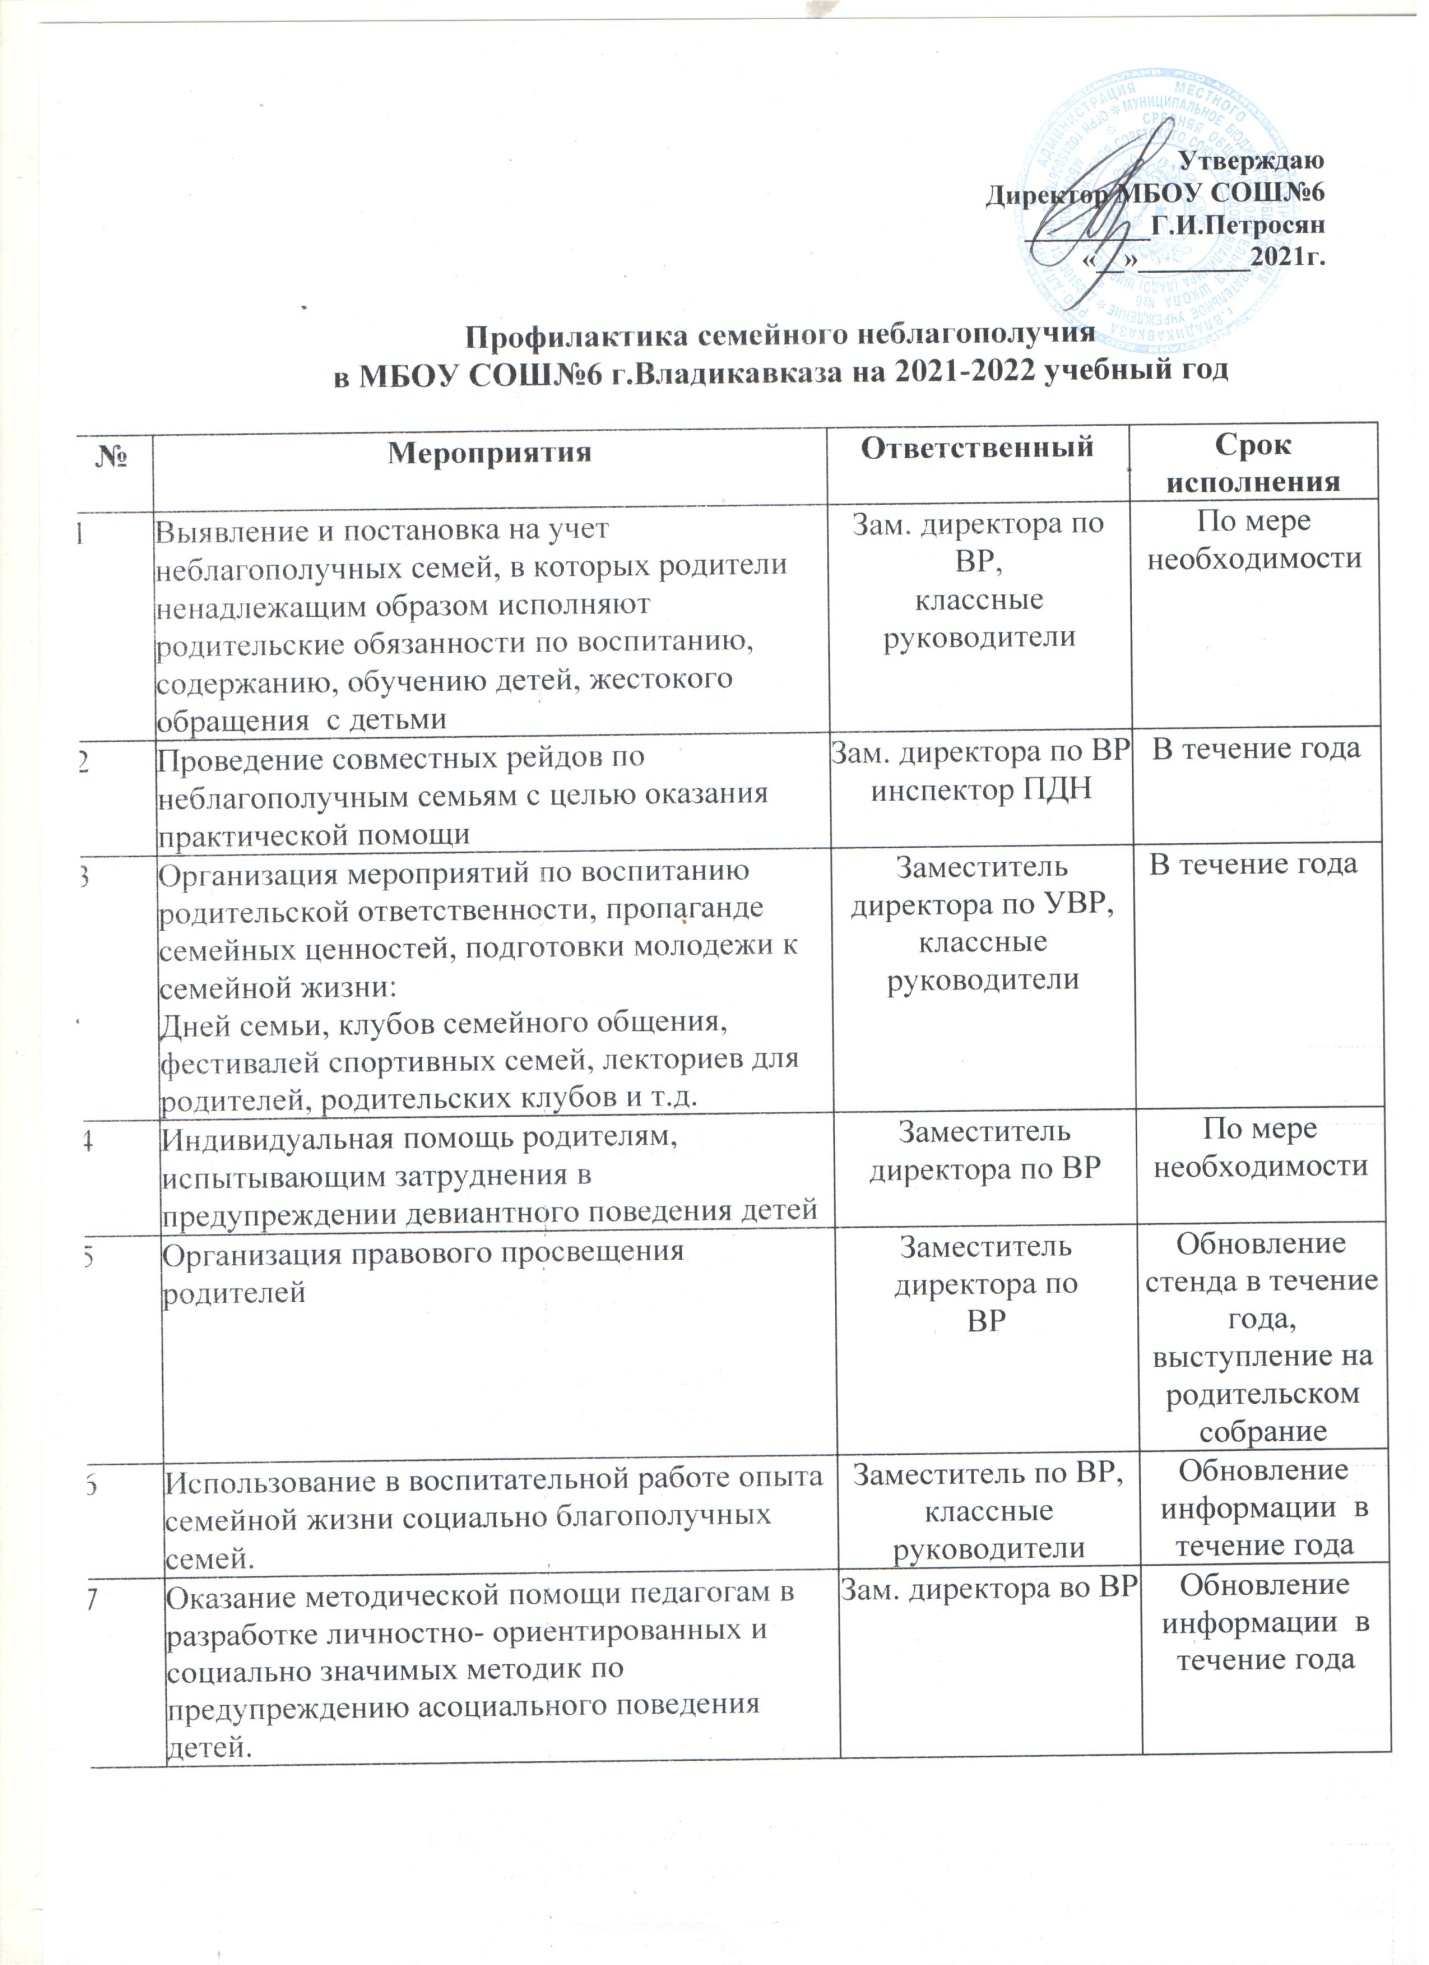 Утверждаю
Директор МБОУ СОШ№6
_________Г.И.Петросян
«__»________2021г.
Профилактика семейного неблагополучия
в МБОУ СОШ№6 г.Владикавказа на 2021-2022 учебный год
№ Мероприятия Ответственный Срок
исполнения
1 Выявление и постановка на учет
неблагополучных семей, в которых родители
ненадлежащим образом исполняют
родительские обязанности по воспитанию,
содержанию, обучению детей, жестокого
обращения с детьми
Зам. директора по
ВР,
классные
руководители
По мере
необходимости
2 Проведение совместных рейдов по
неблагополучным семьям с целью оказания
практической помощи
Зам. директора по ВР
инспектор ПДН
В течение года
3 Организация мероприятий по воспитанию
родительской ответственности, пропаганде
семейных ценностей, подготовки молодежи к
семейной жизни:
Дней семьи, клубов семейного общения,
фестивалей спортивных семей, лекториев для
родителей, родительских клубов и т.д.
Заместитель
директора по УВР,
классные
руководители
В течение года
4 Индивидуальная помощь родителям,
испытывающим затруднения в
предупреждении девиантного поведения детей
Заместитель
директора по ВР
По мере
необходимости
5 Организация правового просвещения
родителей
Заместитель
директора по
ВР
Обновление
стенда в течение
года,
выступление на
родительском
собрание
6 Использование в воспитательной работе опыта
семейной жизни социально благополучных
семей.
Заместитель по ВР,
классные
руководители
Обновление
информации в
течение года
7 Оказание методической помощи педагогам в
разработке личностно- ориентированных и
социально значимых методик по
предупреждению асоциального поведения
детей.
Зам. директора во ВР
Обновление
информации в
течение года